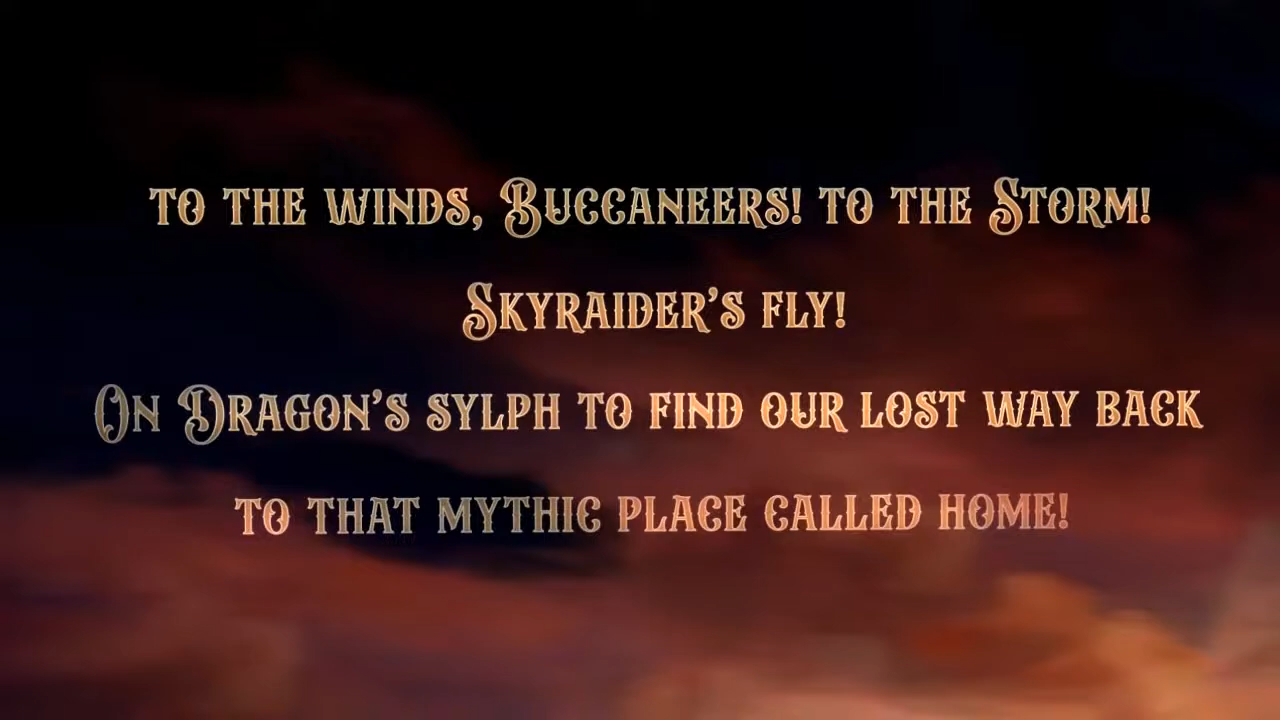 to the winds, Buccaneers! to the Storm!
Skyraider's fly!
On Dragon's sylph to find our lost way back
to that mythic place called home!